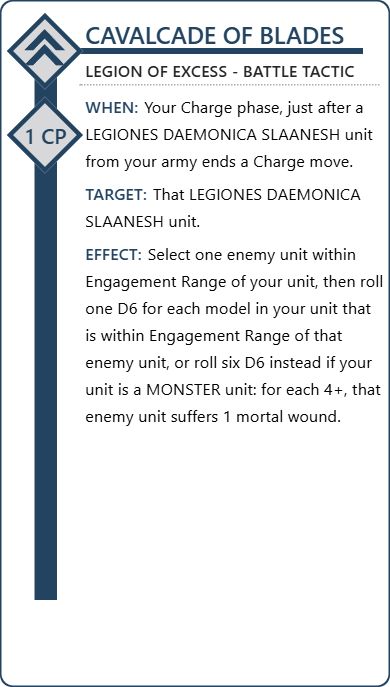 CAVALCADE OF BLADES
LEGION OF EXCESS - BATTLE TACTIC
1 CP
WHEN: Your Charge phase, just after a
LEGIONES DAEMONICA SLAANESH unit
from your army ends a Charge move.
TARGET: That LEGIONES DAEMONICA
SLAANESH unit.
EFFECT: Select one enemy unit within
Engagement Range of your unit, then roll
one D6 for each model in your unit that
is within Engagement Range of that
enemy unit, or roll six D6 instead if your
unit is a MONSTER unit: for each 4+, that
enemy unit suffers 1 mortal wound.